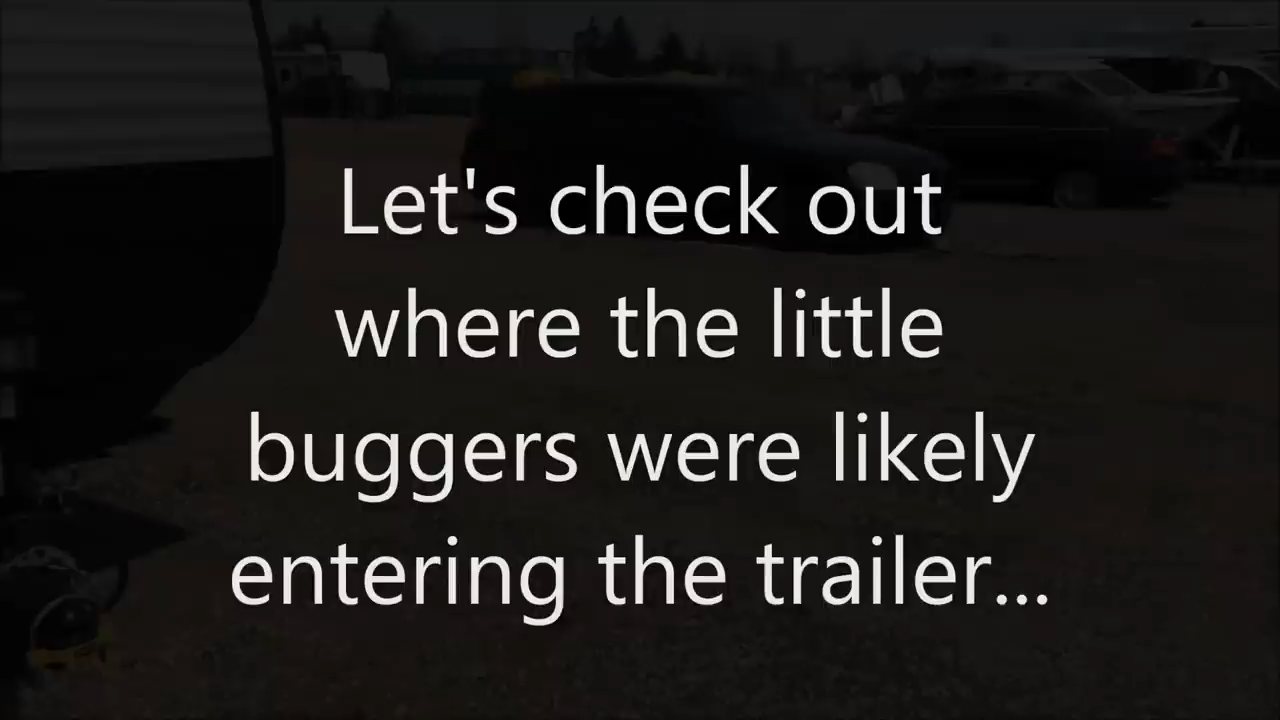 Let's check out
where the little
buggers were likely
entering the trailer...